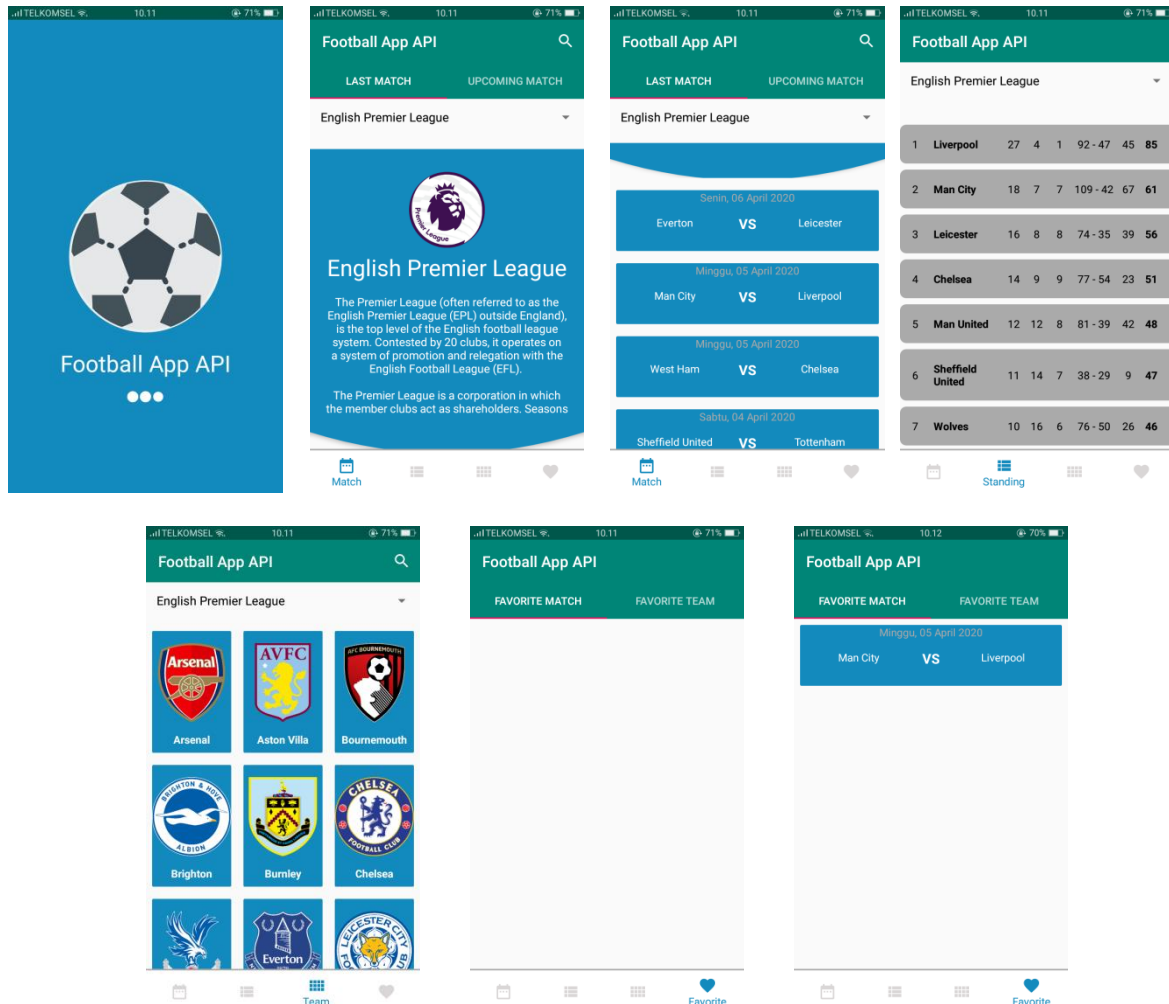 TELKOMSEL 10.11 71%
Football App API
TELKOMSEL 10.11 71%
Football App API
LAST MATCH UPCOMING MATCH
English Premier League
Premier League
English Premier League
The Premier League (often referred to as the
English Premier League (EPL) outside England),
is the top level of the English football league
system. Contested by 20 clubs, it operates on
a system of promotion and relegation with the
English Football League (EFL).
The Premier League is a corporation in which
the member clubs act as shareholders. Seasons
Match
TELKOMSEL 10.11 71%
Football App API
LAST MATCH UPCOMING MATCH
English Premier League
Senin, 06 April 2020
Everton VS Leicester
Minggu, 05 April 2020
Man City VS Liverpool
Minggu, 05 April 2020
West Ham VS Chelsea
Sabtu, 04 April 2020
Sheffield United VS Tottenham
Match
TELKOMSEL 10.11 71%
Football App API
English Premier League
1 Liverpool 27 4 1 92 - 47 45 85
2 Man City 18 7 7 109 - 42 67 61
3 Leicester 16 8 8 74 - 35 39 56
4 Chelsea 14 9 9 77 - 54 23 51
5 Man United 12 12 8 81 - 39 42 48
6 Sheffield United 11 14 7 38 - 29 9 47
7 Wolves 10 16 6 76 - 50 26 46
Standing
TELKOMSEL 10.11 71%
Football App API
English Premier League
Arsenal
AVFC
AFC BOURNEMOUTH
Arsenal Aston Villa Bournemouth
BRIGHTON & HOVE
ALBION
CHELSEA
FOOTBALL CLUB
Brighton Burnley Chelsea
Everton
LEICESTER CITY
Team
TELKOMSEL 10.11 71%
Football App API
FAVORITE MATCH FAVORITE TEAM
Favorite
TELKOMSEL 10.12 70%
Football App API
FAVORITE MATCH FAVORITE TEAM
Minggu, 05 April 2020
Man City VS Liverpool
Favorite